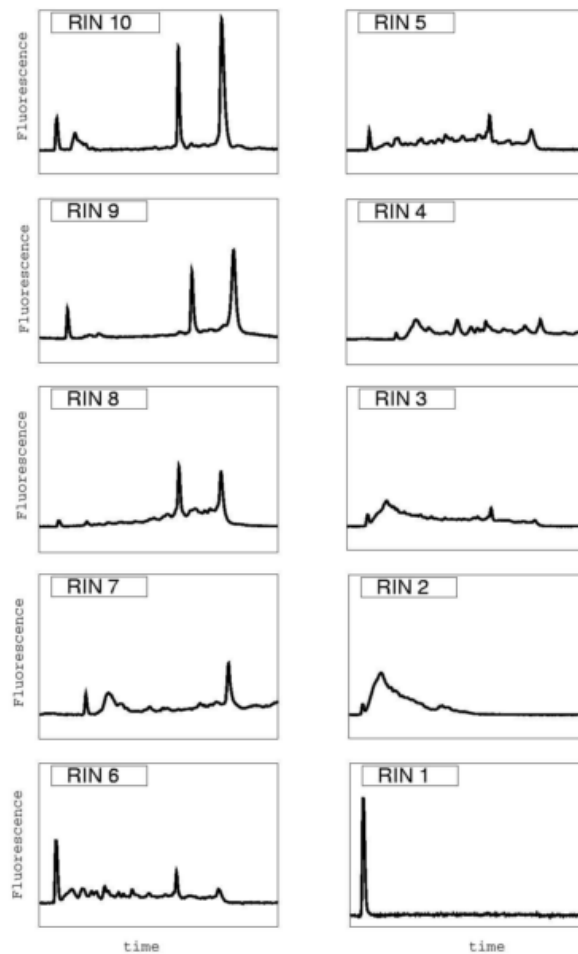 RIN 10
Fluorescence
RIN 5
RIN 9
Fluorescence
RIN 4
RIN 8
Fluorescence
RIN 3
RIN 7
Fluorescence
RIN 2
RIN 6
Fluorescence
RIN 1
time
time